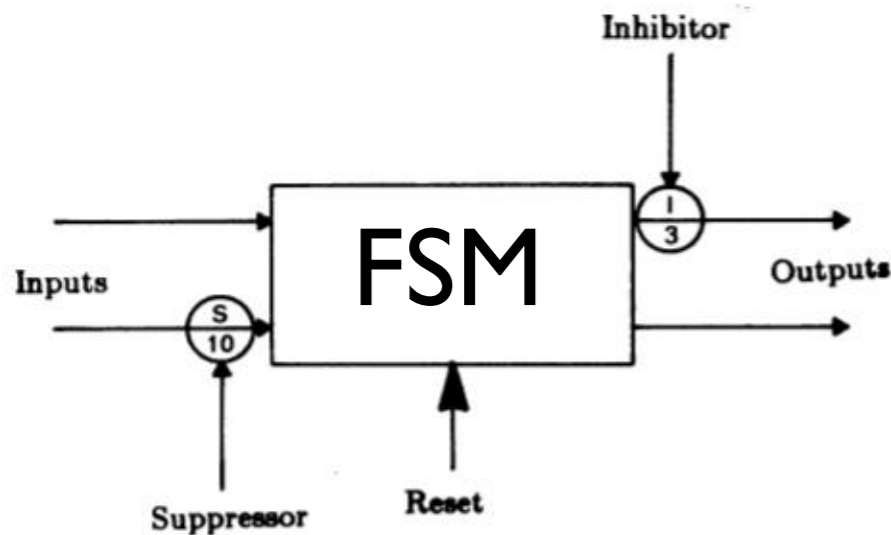 Inhibitor
I
3
FSM
Inputs
Outputs
S
10
Reset
Suppressor